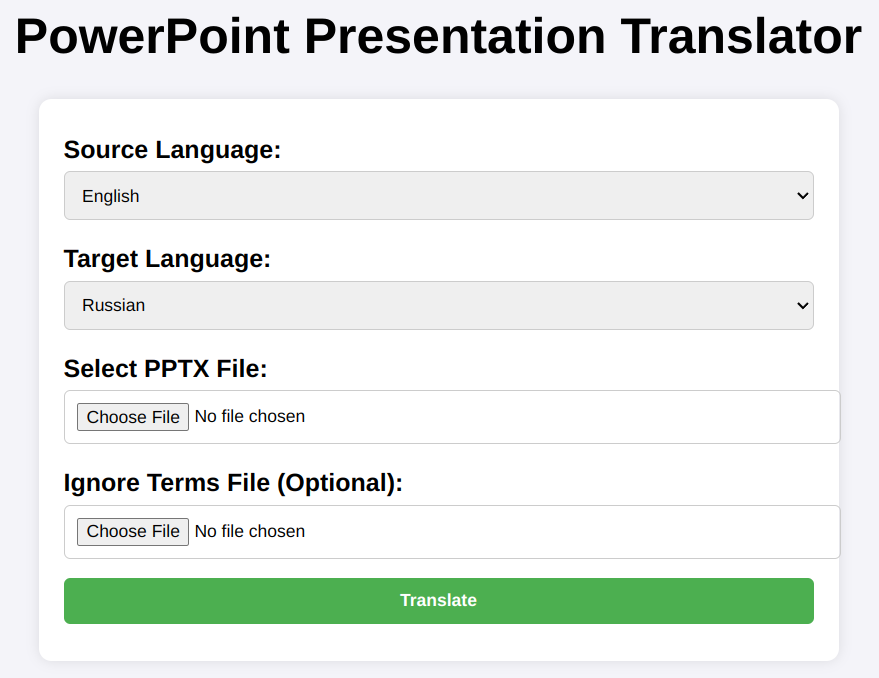 PowerPoint Presentation Translator
Source Language:
English
Target Language:
Russian
Select PPTX File:
Choose File No file chosen
Ignore Terms File (Optional):
Choose File No file chosen
Translate